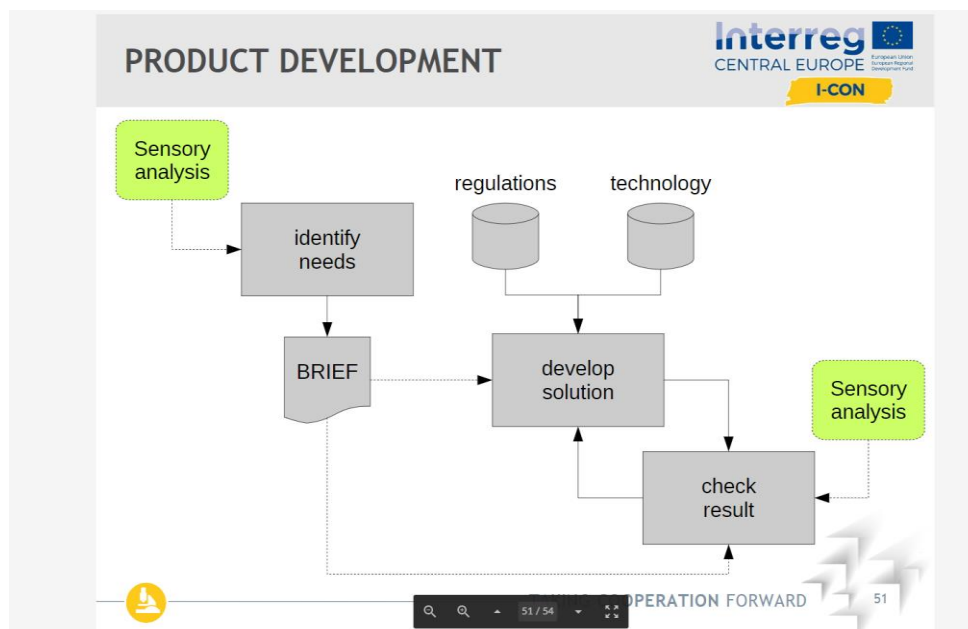 PRODUCT DEVELOPMENT
Interreg
CENTRAL EUROPE
European Union
European Regional
Development Fund
I-CON
Sensory
analysis
regulations
technology
identify
needs
BRIEF
develop
solution
Sensory
analysis
check
result
COOPERATION FORWARD
51
51 / 54